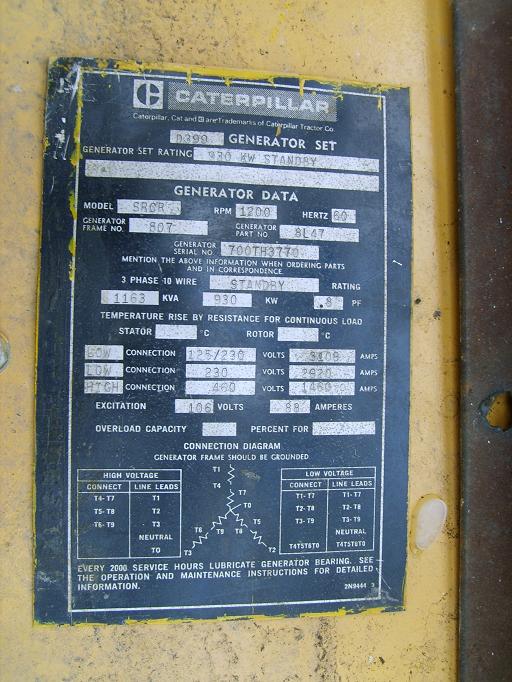 C CATERPILLAR
Caterpillar, Cat and C are Trademarks of Caterpillar Tractor Co.
D399 GENERATOR SET
GENERATOR SET RATING 930 KW STANDBY
GENERATOR DATA
MODEL SRCR RPM 1200 HERTZ 60
GENERATOR FRAME NO. 807 GENERATOR PART NO. 8L47
GENERATOR SERIAL NO. 700TH3770
MENTION THE ABOVE INFORMATION WHEN ORDERING PARTS
AND IN CORRESPONDENCE
3 PHASE 10 WIRE STANDBY RATING
1163 KVA 930 KW .8 PF
TEMPERATURE RISE BY RESISTANCE FOR CONTINUOUS LOAD
STATOR °C ROTOR °C
LOW CONNECTION 125/230 VOLTS AMPS
LOW CONNECTION 230 VOLTS 2920 AMPS
HIGH CONNECTION 460 VOLTS 1460 AMPS
EXCITATION 106 VOLTS 88 AMPERES
OVERLOAD CAPACITY PERCENT FOR
CONNECTION DIAGRAM
GENERATOR FRAME SHOULD BE GROUNDED
HIGH VOLTAGE
CONNECT LINE LEADS
T4-T7 T1
T5-T8 T2
T6-T9 T3
NEUTRAL
TO
T1
T4
T7
TO
T6 T5
T9 T8
T3 T2
LOW VOLTAGE
CONNECT LINE LEADS
T1-T7 T1-T7
T2-T8 T2-T8
T3-T9 T3-T9
NEUTRAL
T4T5T6TO T4T5T6TO
EVERY 2000 SERVICE HOURS LUBRICATE GENERATOR BEARING. SEE
THE OPERATION AND MAINTENANCE INSTRUCTIONS FOR DETAILED
INFORMATION.
2N9444 3